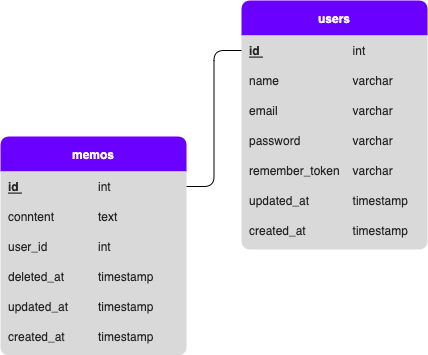 users
id int
name varchar
email varchar
password varchar
remember_token varchar
updated_at timestamp
created_at timestamp
memos
id int
conntent text
user_id int
deleted_at timestamp
updated_at timestamp
created_at timestamp